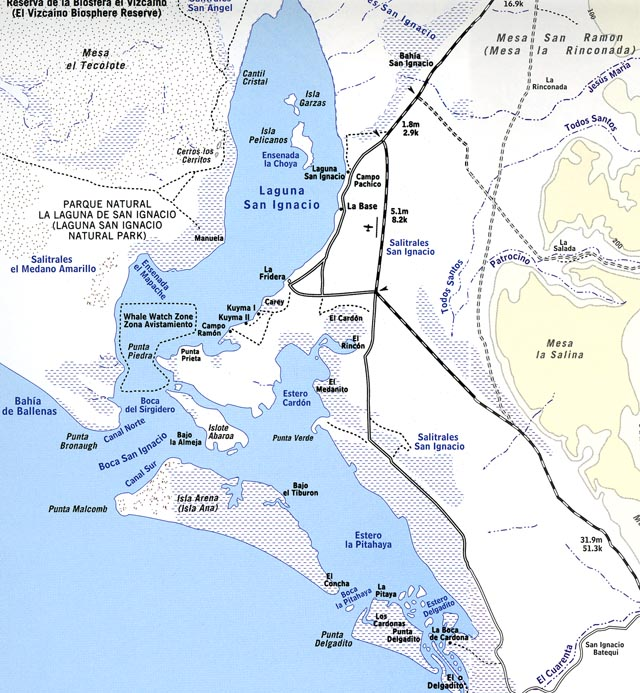 Reserva de la Biosfera el Vizcaíno
(El Vizcaino Biosphere Reserve)
Salitrales
San Angel
San Ignacio
16.9k
100
Mesa
el Tecólote
Bahía
San Ignacio
Mesa San Ramon
(Mesa la Rinconada)
La
Rinconada
Jesús María
Todos Santos
Cantil
Cristal
Isla
Garzas
Isla
Pelicanos
Ensenada
la Choya
1.8m
2.9k
Cerros los
Cerritos
Laguna
San Ignacio
Campo
Pachico
Laguna
San Ignacio
La Base
5.1m
8.2k
PARQUE NATURAL
LA LAGUNA DE SAN IGNACIO
(LAGUNA SAN IGNACIO
NATURAL PARK)
Manuela
Salitrales
San Ignacio
La
Salada
200
Patrocino
Todos Santos
Salitrales
el Medano Amarillo
Ensenada
el Mapache
La
Fridera
Carey
Kuyma I
Kuyma II
Campo
Ramón
Whale Watch Zone
Zona Avistamiento
El Cardón
El
Rincón
Punta
Piedra
Punta
Prieta
Mesa
la Salina
El
Medanito
Estero
Cardón
Bahía
de Ballenas
Boca
del Sirgidero
Canal Norte
Islote
Abaroa
Bajo
la Almeja
Punta
Bronaugh
Boca San Ignacio
Canal Sur
Punta Verde
Salitrales
San Ignacio
Punta Malcomb
Isla Arena
(Isla Ana)
Bajo
el Tiburon
Estero
la Pitahaya
31.9m
51.3k
El
Concha
Boca
la Pitahaya
La
Pitaya
Estero
Delgadito
Los
Cardonas
Punta
Delgadito
Punta
Delgadito
La Boca
de Cardona
San Ignacio
Batequi
El Cuarenta
El
Delgadito